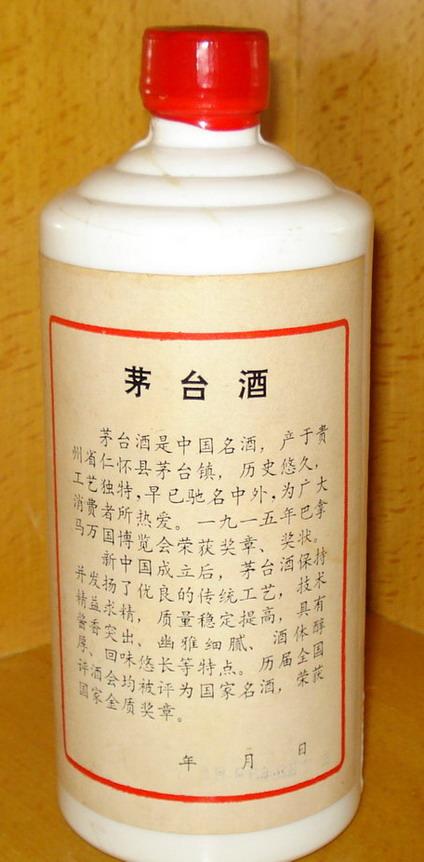 茅台酒
茅台酒是中国名酒，产于贵
州省仁怀县茅台镇，历史悠久，
工艺独特，早已驰名中外，为广大
消费者所热爱。一九一五年巴拿
马万国博览会荣获奖章、奖状。
新中国成立后，茅台酒保持
并发扬了优良的传统工艺，技术
精益求精，质量稳定提高，具有
酱香突出、幽雅细腻、酒体醇
厚、回味悠长等特点。历届全国
评酒会均被评为国家名酒，荣获
国家金质奖章。
年 月 日